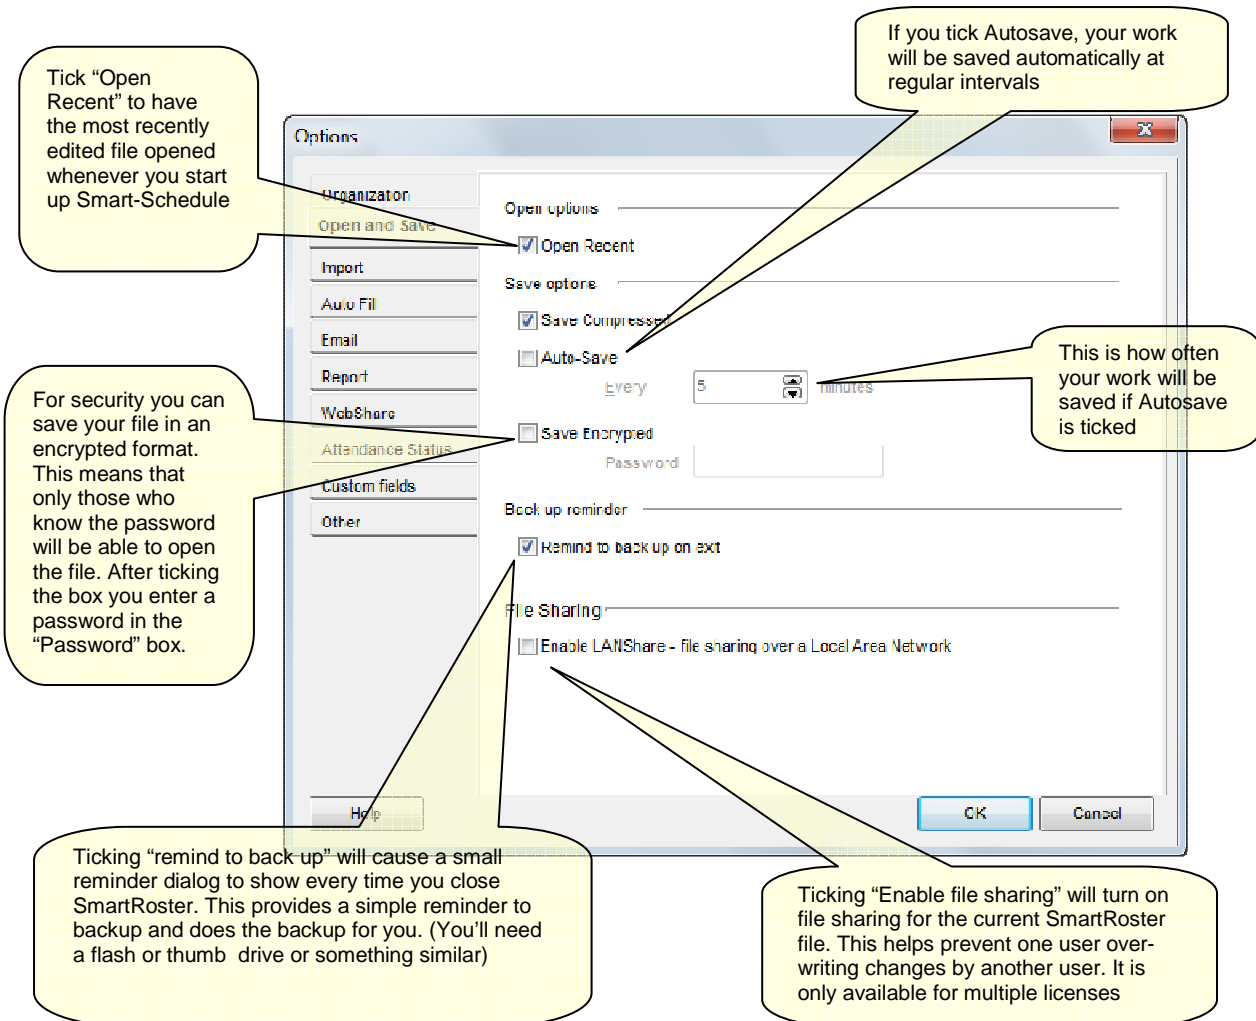 If you tick Autosave, your work
will be saved automatically at
regular intervals
Tick “Open
Recent” to have
the most recently
edited file opened
whenever you start
up Smart-Schedule
Options
Organization
Open and Save
Import
Auto Fill
Email
Report
WebShare
Attendance Status
Custom fields
Other
Open options
Open Recent
Save options
Save Compressed
Auto-Save
Every 5 minutes
Save Encrypted
Password
Back up reminder
Remind to back up on exit
File Sharing
Enable LANShare - file sharing over a Local Area Network
This is how often
your work will be
saved if Autosave
is ticked
For security you can
save your file in an
encrypted format.
This means that
only those who
know the password
will be able to open
the file. After ticking
the box you enter a
password in the
“Password” box.
Help
OK
Cancel
Ticking “remind to back up” will cause a small
reminder dialog to show every time you close
SmartRoster. This provides a simple reminder to
backup and does the backup for you. (You’ll need
a flash or thumb drive or something similar)
Ticking “Enable file sharing” will turn on
file sharing for the current SmartRoster
file. This helps prevent one user over-
writing changes by another user. It is
only available for multiple licenses